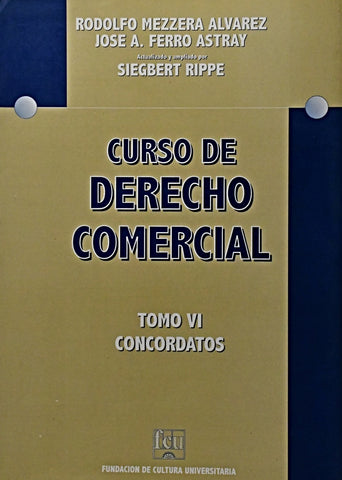 RODOLFO MEZZERA ALVAREZ
JOSE A. FERRO ASTRAY
Actualizado y ampliado por
SIEGBERT RIPPE
CURSO DE
DERECHO
COMERCIAL
TOMO VI
CONCORDATOS
fcu
FUNDACION DE CULTURA UNIVERSITARIA